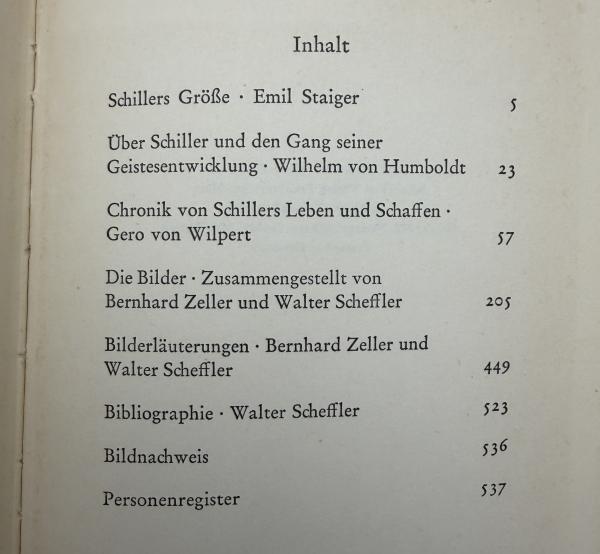 Inhalt
Schillers Größe · Emil Staiger 5
Über Schiller und den Gang seiner
Geistesentwicklung · Wilhelm von Humboldt 23
Chronik von Schillers Leben und Schaffen ·
Gero von Wilpert 57
Die Bilder · Zusammengestellt von
Bernhard Zeller und Walter Scheffler 205
Bilderläuterungen · Bernhard Zeller und
Walter Scheffler 449
Bibliographie · Walter Scheffler 523
Bildnachweis 536
Personenregister 537